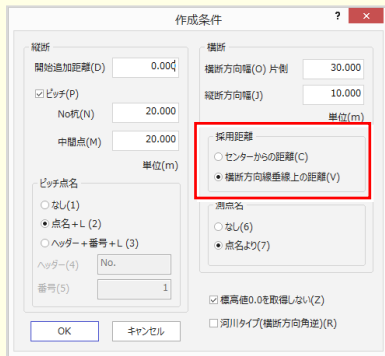 作成条件
? ×
縦断
開始追加距離(D) 0.000
ピッチ(P)
No杭(N) 20.000
中間点(M) 20.000
単位(m)
ピッチ点名
なし(1)
点名+L (2)
ヘッダー+番号+L (3)
ヘッダー(4) No.
番号(5) 1
OK キャンセル
横断
横断方向幅(O) 片側 30.000
縦断方向幅(J) 10.000
単位(m)
採用距離
センターからの距離(C)
横断方向線垂線上の距離(V)
測点名
なし(6)
点名より(7)
標高値0.0を取得しない(Z)
河川タイプ(横断方向角逆)(R)